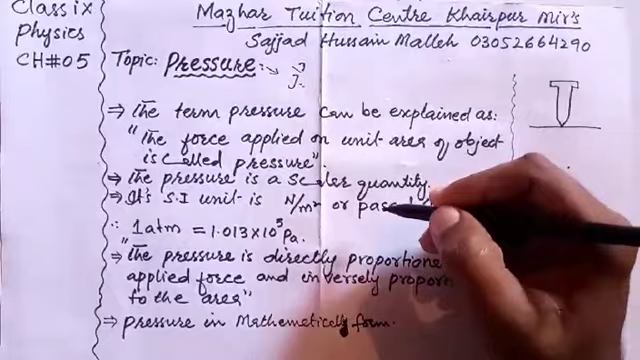 Class ix
Physics
CH#05
Mazhar Tuition Centre Khairpur Mir's
Sajjad Hussain Malleh 03052664290
Topic: Pressure:
⇒ The term pressure can be explained as:
"The force applied on unit area of object
is called pressure".
⇒ The pressure is a scaler quantity.
⇒ It's S.I unit is N/m² or
∴ 1 atm = 1.013×10⁵ Pa.
⇒ "The pressure is directly
applied force and inversely
to the area"
⇒ pressure in Mathematically form.